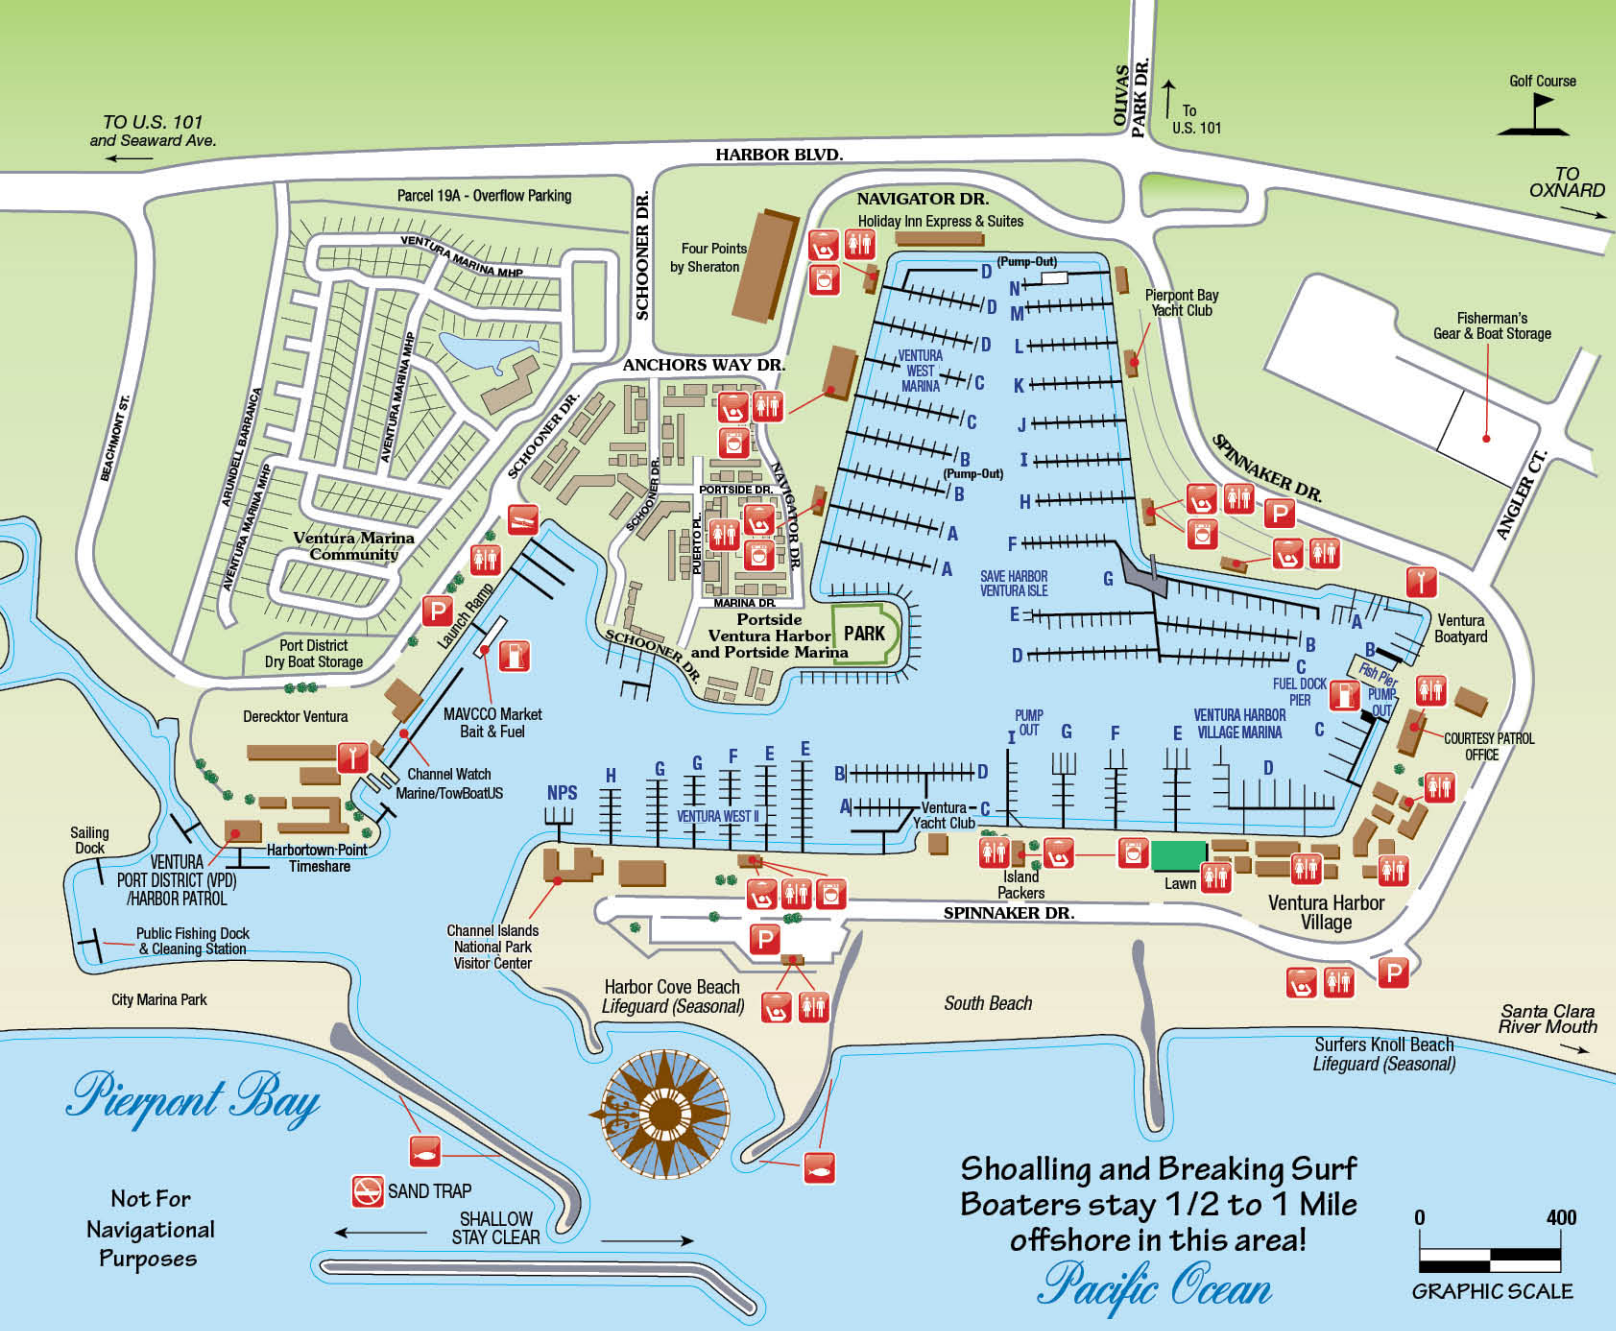 Golf Course
OLIVAS
PARK DR.
To
U.S. 101
TO U.S. 101
and Seaward Ave.
HARBOR BLVD.
TO
OXNARD
Parcel 19A - Overflow Parking
SCHOONER DR.
NAVIGATOR DR.
Holiday Inn Express & Suites
Four Points
by Sheraton
VENTURA MARINA MHP
(Pump-Out)
D
N
D
M
Pierpont Bay
Yacht Club
Fisherman's
Gear & Boat Storage
D
L
VENTURA
WEST
MARINA
C
K
ANCHORS WAY DR.
AVENTURA MARINA MHP
BEACHMONT ST.
ARUNDELL BARRANCA
SCHOONER DR.
C
J
B
(Pump-Out)
I
SPINNAKER DR.
AVENTURA MARINA MHP
SCHOONER DR.
PORTSIDE DR.
NAVIGATOR DR.
B
H
P
ANGLER CT.
PUERTO PL.
A
F
Ventura Marina
Community
A
SAVE HARBOR
VENTURA ISLE
G
P
Launch Ramp
MARINA DR.
E
A
Ventura
Boatyard
Portside
Ventura Harbor
and Portside Marina
PARK
SCHOONER DR.
B
B
D
C
Fish Pier
Port District
Dry Boat Storage
FUEL DOCK
PIER
PUMP
OUT
Derecktor Ventura
MAVCCO Market
Bait & Fuel
PUMP
OUT
I
G
F
E
VENTURA HARBOR
VILLAGE MARINA
C
COURTESY PATROL
OFFICE
D
Channel Watch
Marine/TowBoatUS
NPS
H
G
G
F
E
E
B
D
VENTURA WEST II
A
C
Ventura
Yacht Club
Sailing
Dock
VENTURA
PORT DISTRICT (VPD)
/HARBOR PATROL
Harbortown Point
Timeshare
Island
Packers
Lawn
Ventura Harbor
Village
SPINNAKER DR.
Public Fishing Dock
& Cleaning Station
Channel Islands
National Park
Visitor Center
P
P
City Marina Park
Harbor Cove Beach
Lifeguard (Seasonal)
South Beach
Santa Clara
River Mouth
Surfers Knoll Beach
Lifeguard (Seasonal)
Pierpont Bay
Not For
Navigational
Purposes
SAND TRAP
SHALLOW
STAY CLEAR
Shoalling and Breaking Surf
Boaters stay 1/2 to 1 Mile
offshore in this area!
Pacific Ocean
0 400
GRAPHIC SCALE